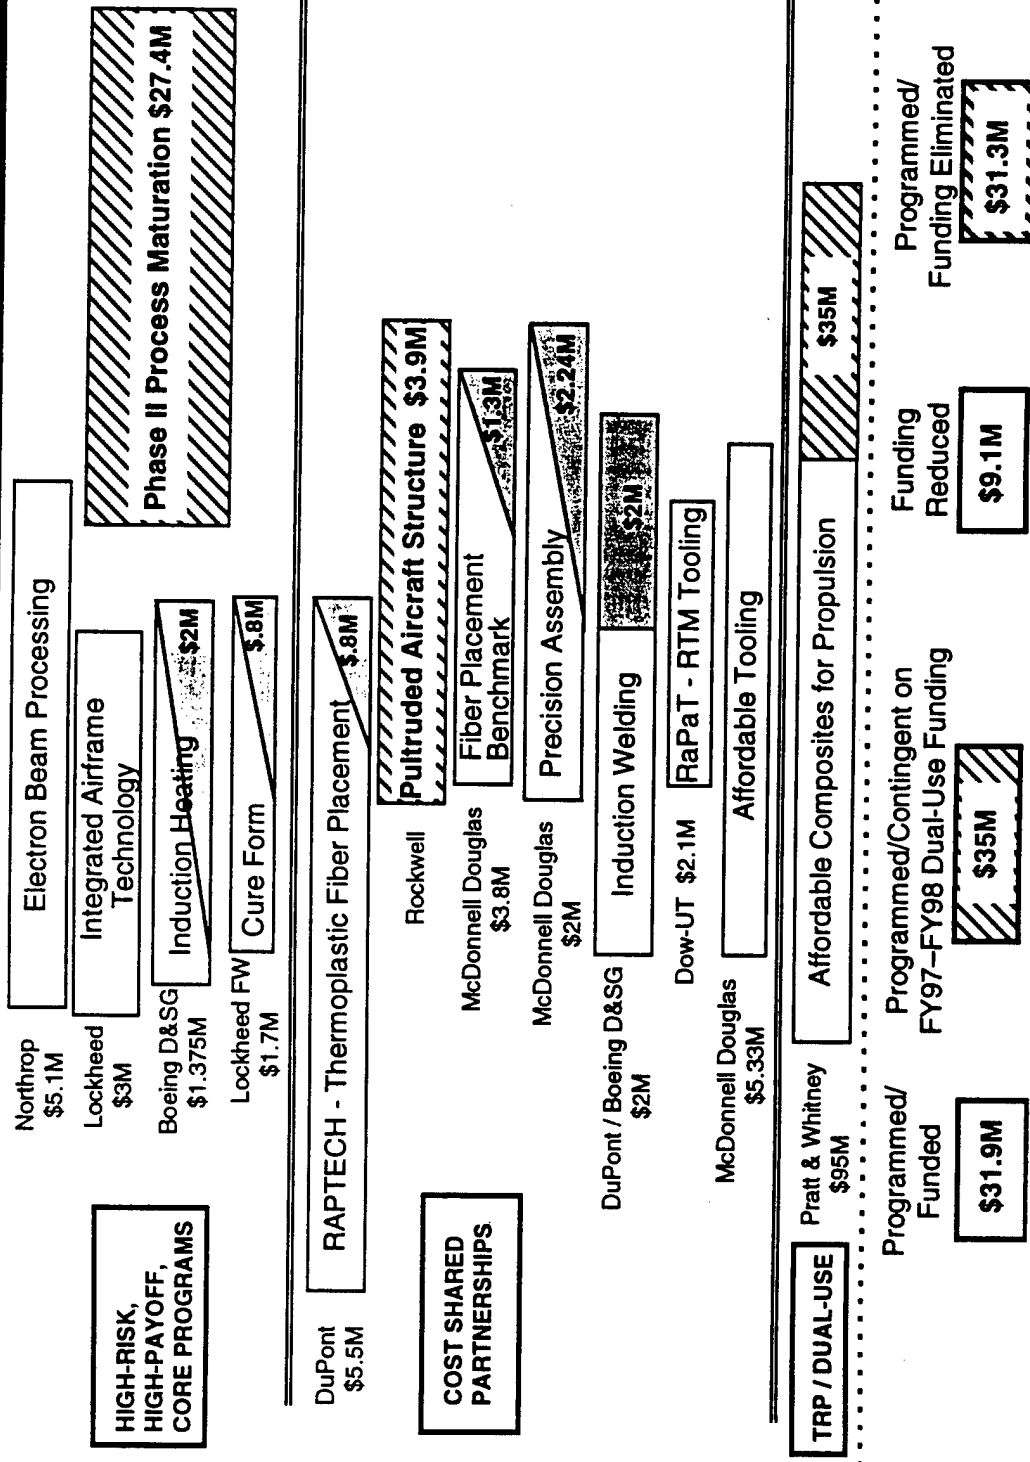 HIGH-RISK,
HIGH-PAYOFF,
CORE PROGRAMS
Northrop
$5.1M
Electron Beam Processing
Lockheed
$3M
Integrated Airframe
Technology
Phase II Process Maturation $27.4M
Boeing D&SG
$1.375M
Induction Heating
$2M
Lockheed FW
$1.7M
Cure Form
$.8M
DuPont
$5.5M
RAPTECH - Thermoplastic Fiber Placement
$.8M
COST SHARED
PARTNERSHIPS
Rockwell
Pultruded Aircraft Structure $3.9M
McDonnell Douglas
$3.8M
Fiber Placement
Benchmark
$1.3M
McDonnell Douglas
$2M
Precision Assembly
$2.24M
DuPont / Boeing D&SG
$2M
Induction Welding
$2M
Dow-UT $2.1M
RaPaT - RTM Tooling
McDonnell Douglas
$5.33M
Affordable Tooling
TRP / DUAL-USE
Pratt & Whitney
$95M
Affordable Composites for Propulsion
$35M
Programmed/
Funded
$31.9M
Programmed/Contingent on
FY97–FY98 Dual-Use Funding
$35M
Funding
Reduced
$9.1M
Programmed/
Funding Eliminated
$31.3M